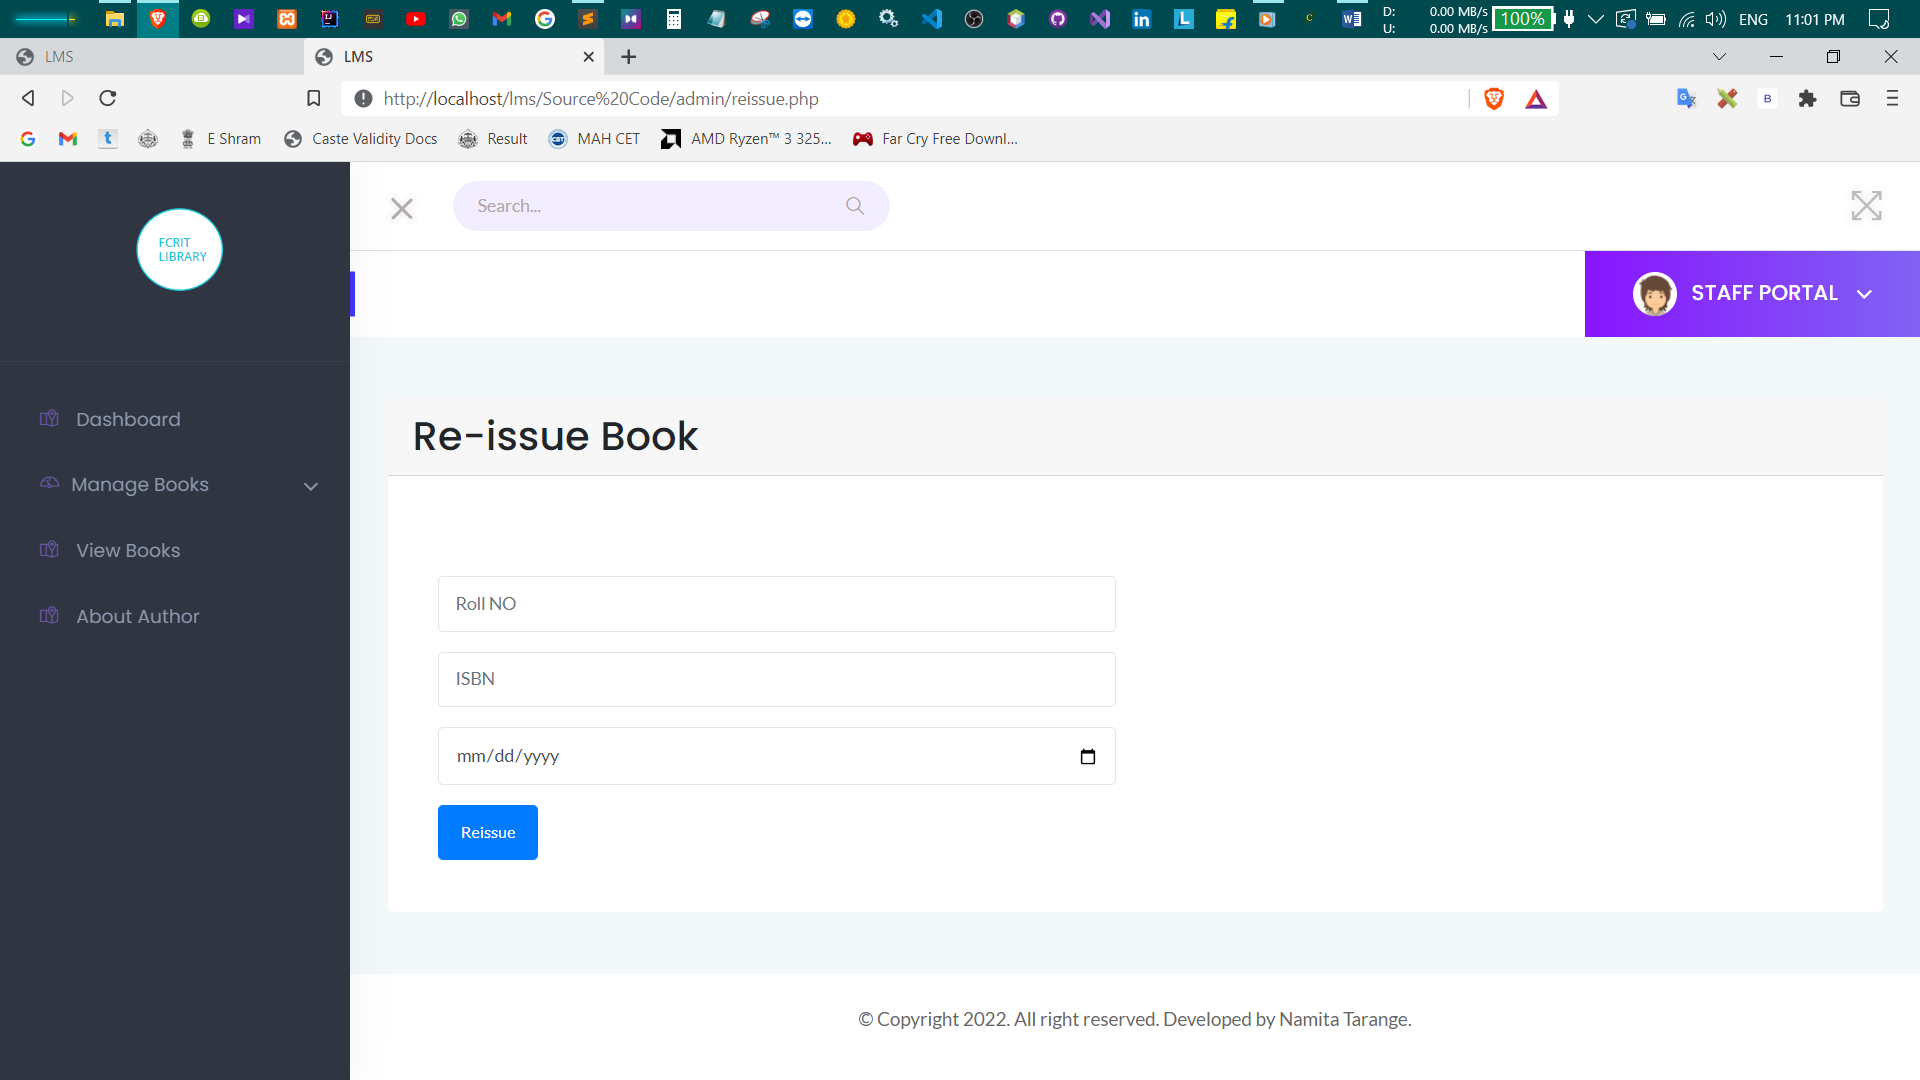 D: 0.00 MB/s
U: 0.00 MB/s
100%
ENG
11:01 PM
LMS
LMS
http://localhost/lms/Source%20Code/admin/reissue.php
E Shram
Caste Validity Docs
Result
MAH CET
AMD Ryzen™ 3 325...
Far Cry Free Downl...
FCRIT
LIBRARY
Search...
STAFF PORTAL
Dashboard
Manage Books
View Books
About Author
Re-issue Book
Roll NO
ISBN
mm/dd/yyyy
Reissue
© Copyright 2022. All right reserved. Developed by Namita Tarange.